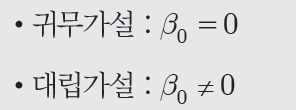 • 귀무가설 : β₀ = 0
• 대립가설 : β₀ ≠ 0